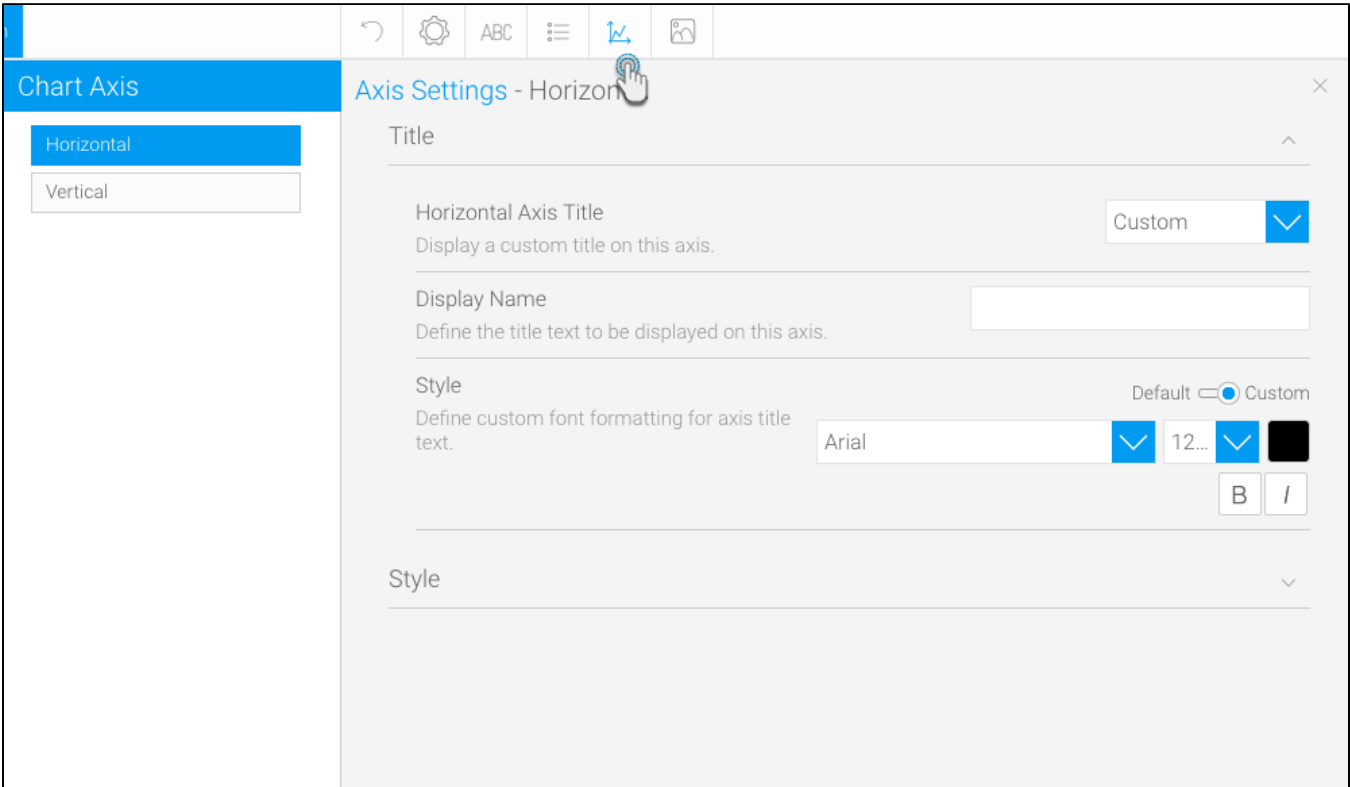 ABC
Chart Axis
Axis Settings - Horizon
Title
Horizontal
Vertical
Horizontal Axis Title
Custom
Display a custom title on this axis.
Display Name
Define the title text to be displayed on this axis.
Style
Default Custom
Define custom font formatting for axis title
text.
Arial
12...
B I
Style